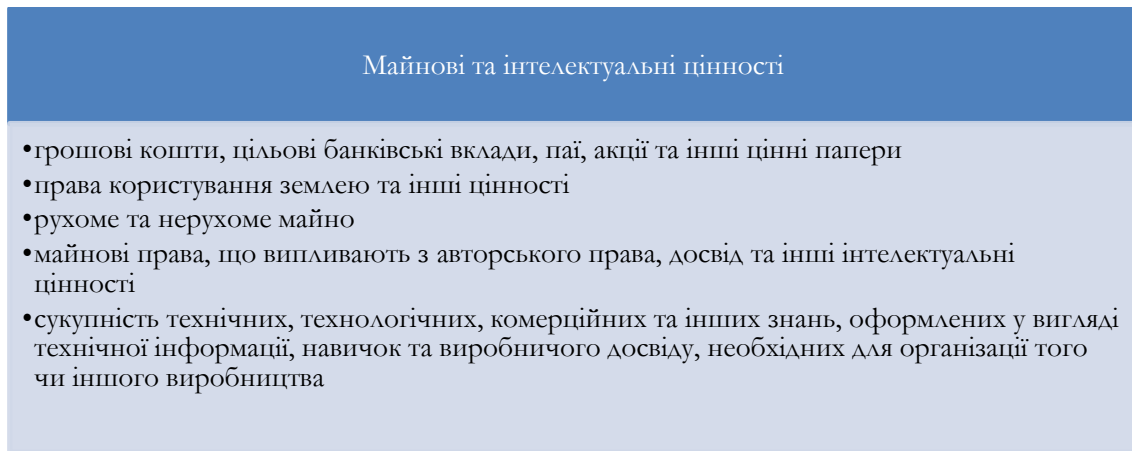 Майнові та інтелектуальні цінності
•грошові кошти, цільові банківські вклади, паї, акції та інші цінні папери
•права користування землею та інші цінності
•рухоме та нерухоме майно
•майнові права, що випливають з авторського права, досвід та інші інтелектуальні
цінності
•сукупність технічних, технологічних, комерційних та інших знань, оформлених у вигляді
технічної інформації, навичок та виробничого досвіду, необхідних для організації того
чи іншого виробництва